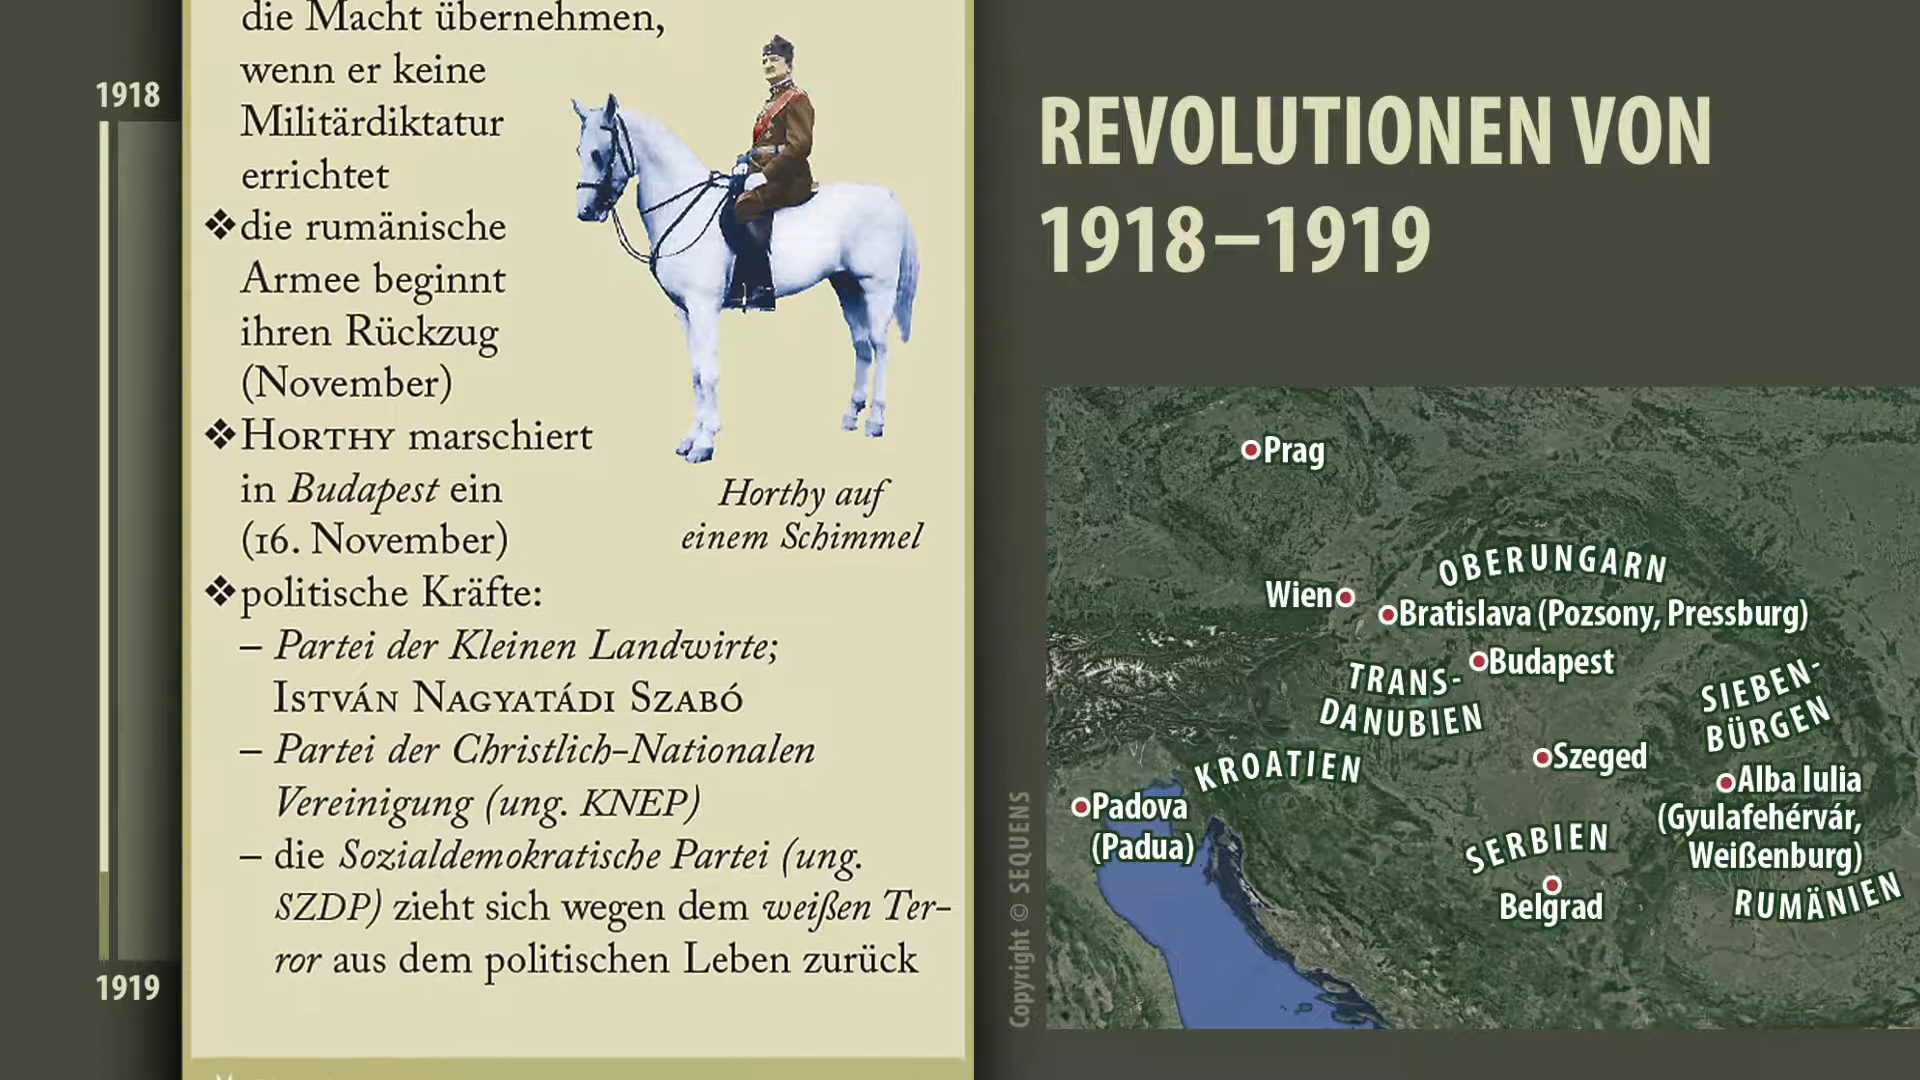 die Macht übernehmen,
wenn er keine
Militärdiktatur
errichtet
❖die rumänische
Armee beginnt
ihren Rückzug
(November)
❖HORTHY marschiert
in Budapest ein
(16. November)
Horthy auf
einem Schimmel
❖politische Kräfte:
– Partei der Kleinen Landwirte;
ISTVÁN NAGYATÁDI SZABÓ
– Partei der Christlich-Nationalen
Vereinigung (ung. KNEP)
– die Sozialdemokratische Partei (ung.
SZDP) zieht sich wegen dem weißen Ter-
ror aus dem politischen Leben zurück
1918
1919
REVOLUTIONEN VON
1918–1919
Prag
OBERUNGARN
Wien
Bratislava (Pozsony, Pressburg)
Budapest
TRANS-
DANUBIEN
SIEBEN-
BÜRGEN
Szeged
KROATIEN
Alba Iulia
(Gyulafehérvár,
Weißenburg)
Padova
(Padua)
SERBIEN
Belgrad
RUMÄNIEN
Copyright © SEQUENS